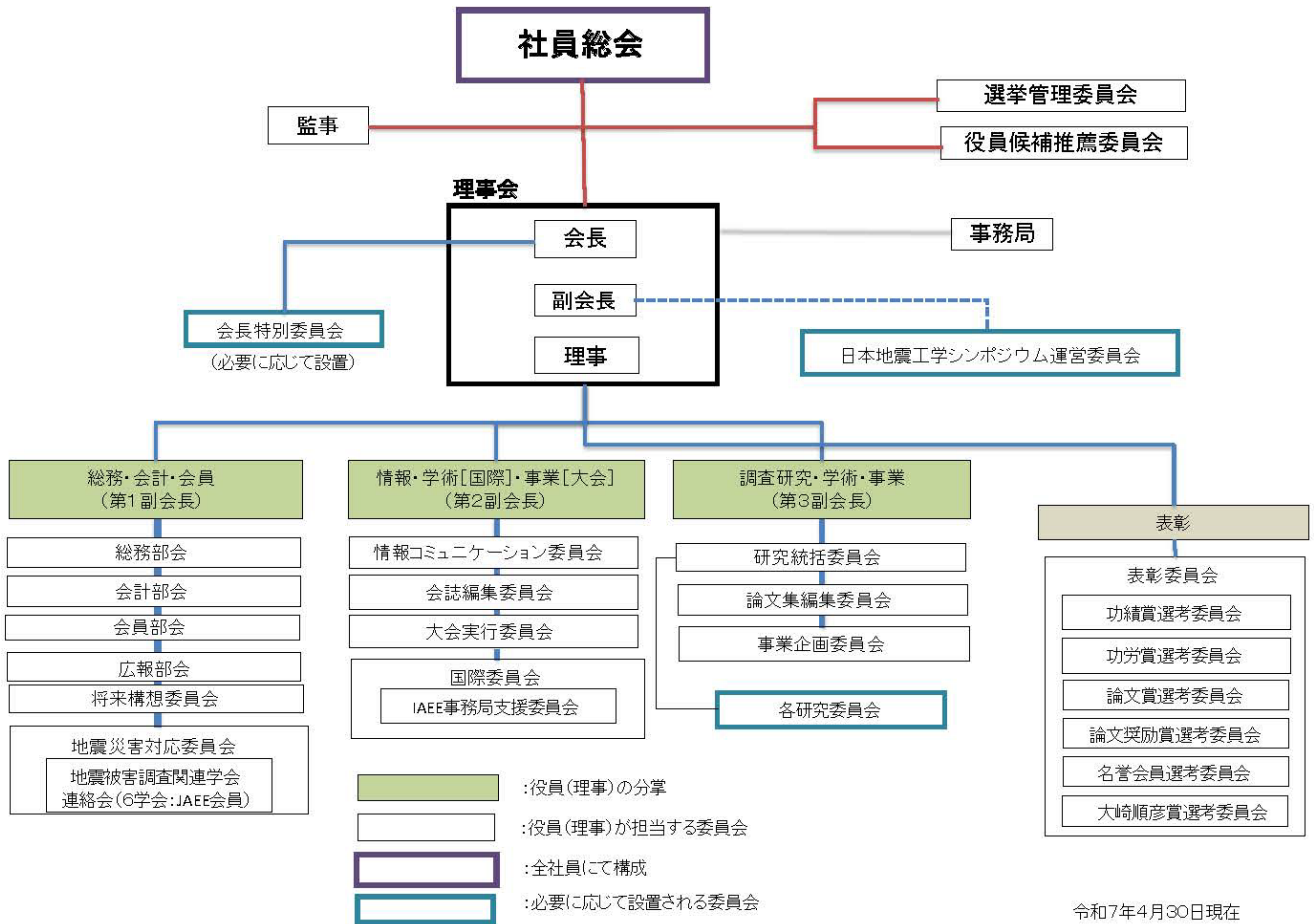 社員総会
監事
選挙管理委員会
役員候補推薦委員会
理事会
会長
副会長
理事
事務局
会長特別委員会
(必要に応じて設置)
日本地震工学シンポジウム運営委員会
総務・会計・会員
(第1副会長)
総務部会
会計部会
会員部会
広報部会
将来構想委員会
地震災害対応委員会
地震被害調査関連学会
連絡会(6学会:JAEE会員)
情報・学術[国際]・事業[大会]
(第2副会長)
情報コミュニケーション委員会
会誌編集委員会
大会実行委員会
国際委員会
IAEE事務局支援委員会
調査研究・学術・事業
(第3副会長)
研究統括委員会
論文集編集委員会
事業企画委員会
各研究委員会
表彰
表彰委員会
功績賞選考委員会
功労賞選考委員会
論文賞選考委員会
論文奨励賞選考委員会
名誉会員選考委員会
大崎順彦賞選考委員会
:役員(理事)の分掌
:役員(理事)が担当する委員会
:全社員にて構成
:必要に応じて設置される委員会
令和7年4月30日現在